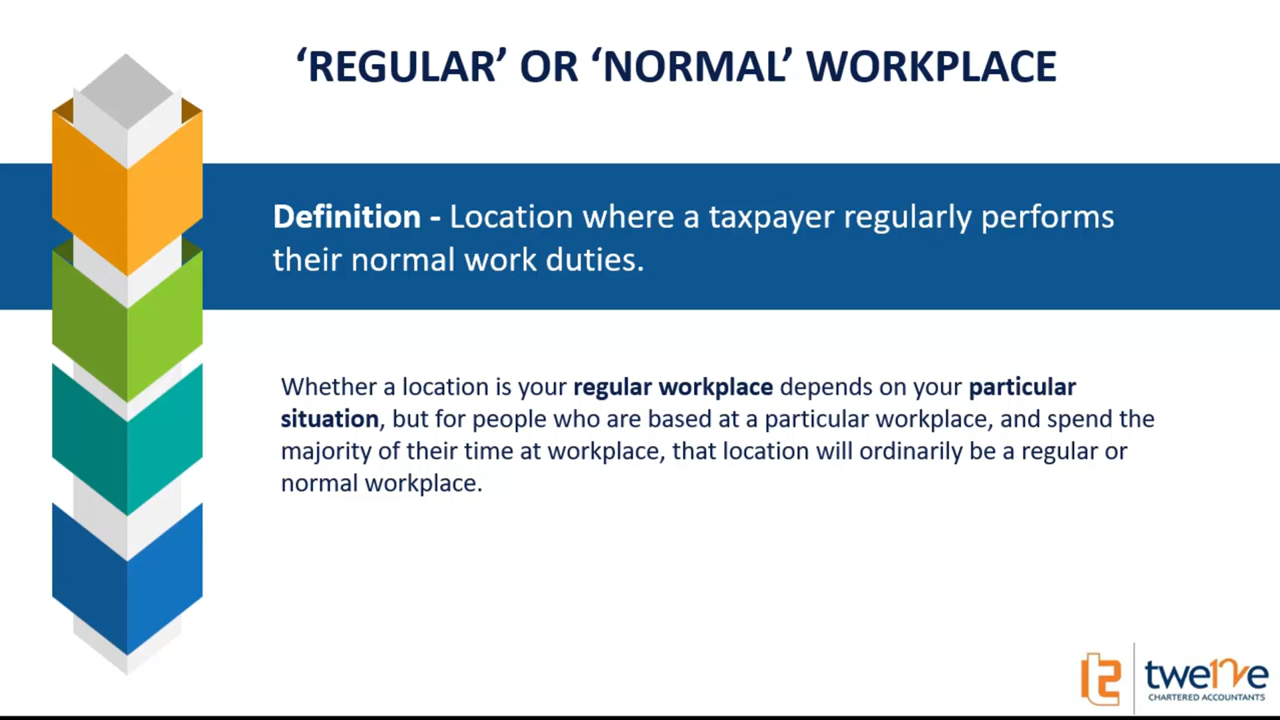 ‘REGULAR’ OR ‘NORMAL’ WORKPLACE
Definition - Location where a taxpayer regularly performs
their normal work duties.
Whether a location is your regular workplace depends on your particular
situation, but for people who are based at a particular workplace, and spend the
majority of their time at workplace, that location will ordinarily be a regular or
normal workplace.
twe12ve
CHARTERED ACCOUNTANTS